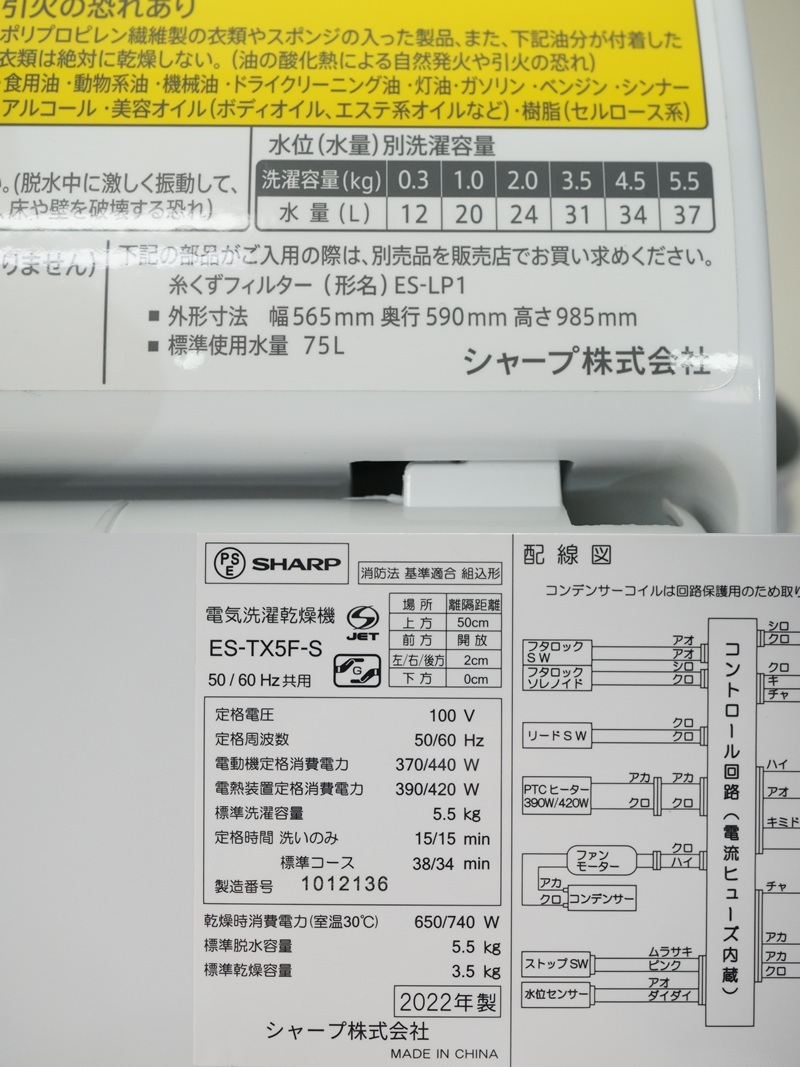 引火の恐れあり
ポリプロピレン繊維製の衣類やスポンジの入った製品、また、下記油分が付着した
衣類は絶対に乾燥しない。(油の酸化熱による自然発火や引火の恐れ)
・食用油・動物系油・機械油・ドライクリーニング油・灯油・ガソリン・ベンジン・シンナー
アルコール・美容オイル(ボディオイル、エステ系オイルなど)・樹脂(セルロース系)
水位(水量)別洗濯容量
い。(脱水中に激しく振動して、
床や壁を破壊する恐れ)
洗濯容量(kg) 0.3 1.0 2.0 3.5 4.5 5.5
水量(L) 12 20 24 31 34 37
りません)
下記の部品がご入用の際は、別売品を販売店でお買い求めください。
糸くずフィルター(形名)ES-LP1
■ 外形寸法 幅565mm 奥行590mm 高さ985mm
■ 標準使用水量 75L
シャープ株式会社
PSE SHARP
消防法 基準適合 組込形
電気洗濯乾燥機
ES-TX5F-S
50/60Hz共用
JET
G
場所 離隔距離
上方 50cm
前方 開放
左/右/後方 2cm
下方 0cm
定格電圧 100 V
定格周波数 50/60 Hz
電動機定格消費電力 370/440 W
電熱装置定格消費電力 390/420 W
標準洗濯容量 5.5 kg
定格時間 洗いのみ 15/15 min
標準コース 38/34 min
製造番号 1012136
乾燥時消費電力(室温30℃) 650/740 W
標準脱水容量 5.5 kg
標準乾燥容量 3.5 kg
2022年製
シャープ株式会社
MADE IN CHINA
配線図
コンデンサーコイルは回路保護用のため取り
フタロック
SW
アオ
アオ
フタロック
ソレノイド
シロ
クロ
リードSW
クロ
クロ
PTCヒーター
390W/420W
アカ アカ
クロ クロ
ファン
モーター
クロ
ハイ
アカ
クロ
コンデンサー
ストップSW
ムラサキ
ピンク
水位センサー
アオ
ダイダイ
コントロール回路(電流ヒューズ内蔵)
シロ
クロ
クロ
キ
チャ
ハイ
アオ
キミド
チャ
アカ
アカ
クロ